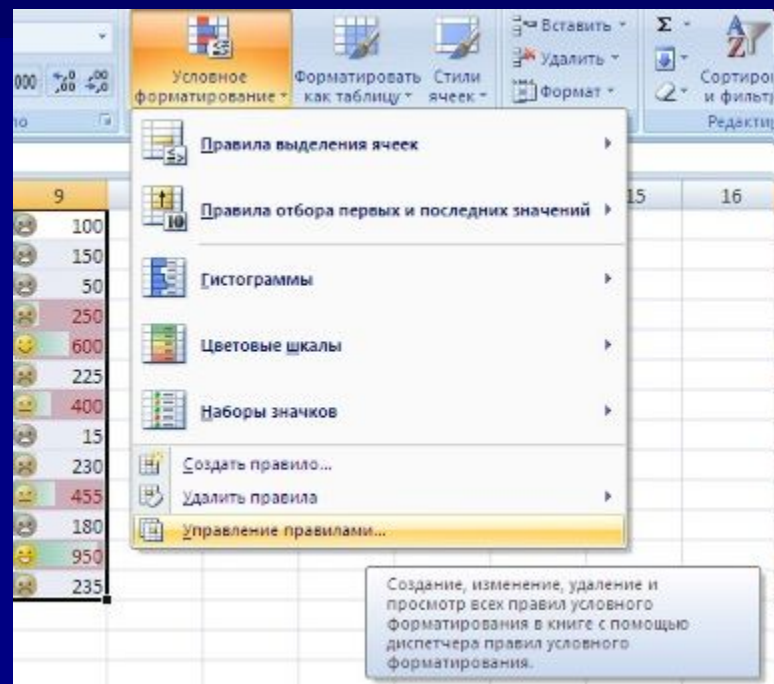 Вставить
Σ
000
Условное
форматирование
Форматировать
как таблицу
Стили
ячеек
Удалить
Формат
и фильт
Правила выделения ячеек
9
15
16
Правила отбора первых и последних значений
100
150
Гистограммы
50
250
Цветовые шкалы
600
225
Наборы значков
400
15
Создать правило...
230
Удалить правила
455
Управление правилами...
180
950
235
Создание, изменение, удаление и
просмотр всех правил условного
форматирования в книге с помощью
диспетчера правил условного
форматирования.